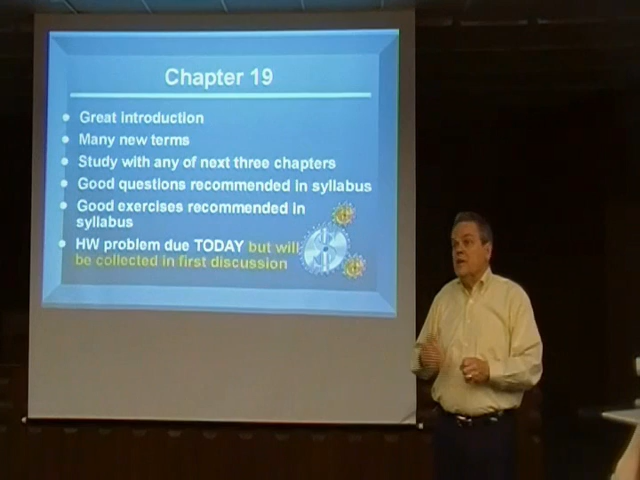 Chapter 19
Great introduction
Many new terms
Study with any of next three chapters
Good questions recommended in syllabus
Good exercises recommended in
syllabus
HW problem due TODAY but will
be collected in first discussion